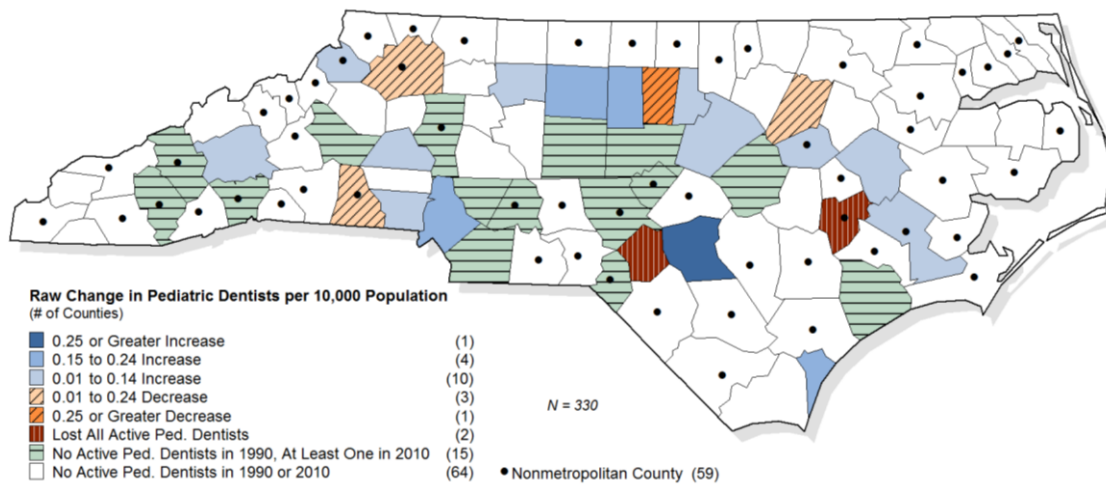 Raw Change in Pediatric Dentists per 10,000 Population
(# of Counties)
0.25 or Greater Increase (1)
0.15 to 0.24 Increase (4)
0.01 to 0.14 Increase (10)
0.01 to 0.24 Decrease (3)
0.25 or Greater Decrease (1)
Lost All Active Ped. Dentists (2)
No Active Ped. Dentists in 1990, At Least One in 2010 (15)
No Active Ped. Dentists in 1990 or 2010 (64)
N = 330
Nonmetropolitan County (59)